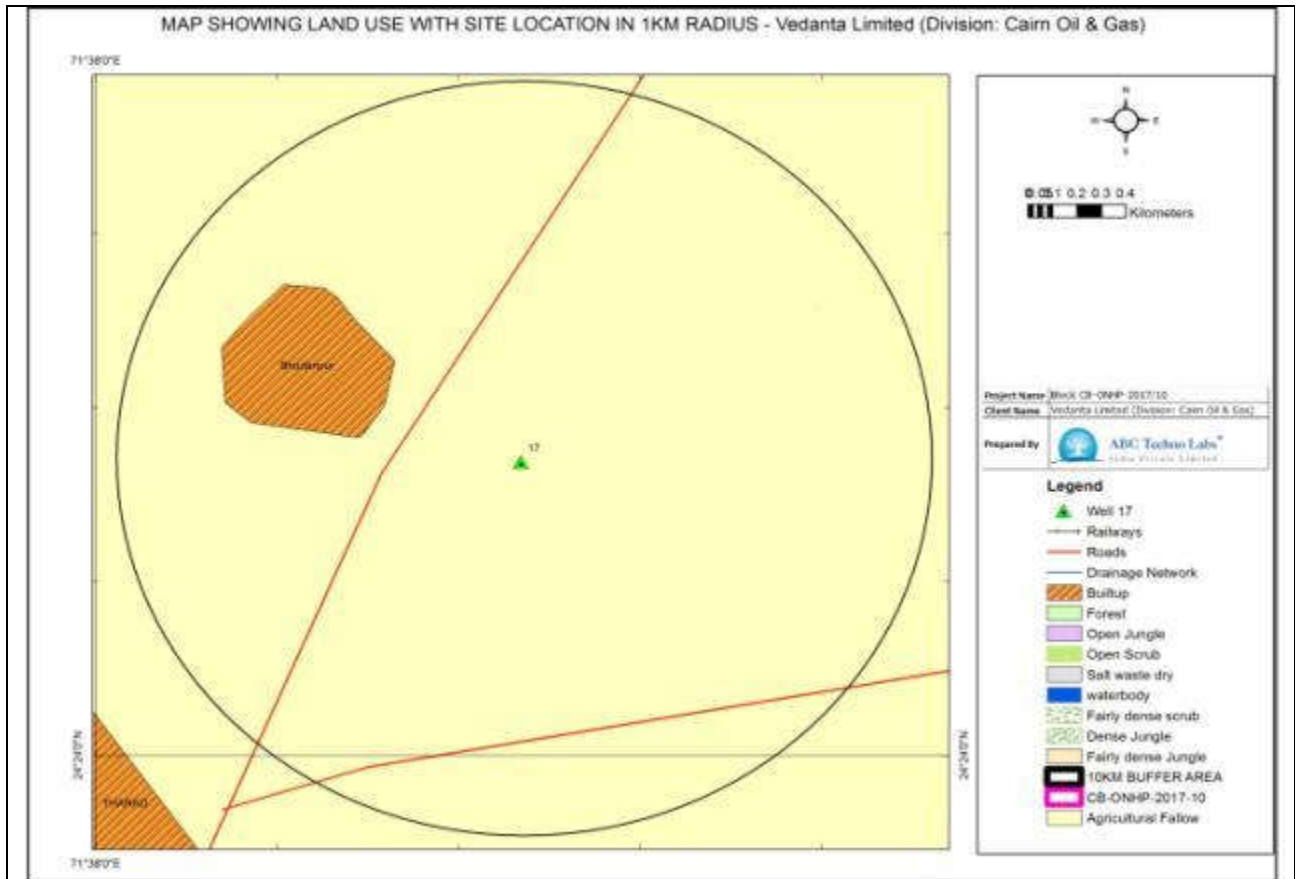 MAP SHOWING LAND USE WITH SITE LOCATION IN 1KM RADIUS - Vedanta Limited (Division: Cairn Oil & Gas)
71°38'0"E
N
W E
S
0.2 0.3 0.4
Kilometers
17
Project Name Block CB-ONHP-2017/10
Client Name Vedanta Limited (Division: Cairn Oil & Gas)
Prepared By ABC Techno Labs
India Private Limited
Legend
Well 17
Railways
Roads
Drainage Network
Builtup
Forest
Open Jungle
Open Scrub
Salt waste dry
waterbody
Fairly dense scrub
Dense Jungle
Fairly dense Jungle
10KM BUFFER AREA
CB-ONHP-2017-10
Agricultural Fallow
24°24'0"N
24°24'0"N
THARAD
71°38'0"E